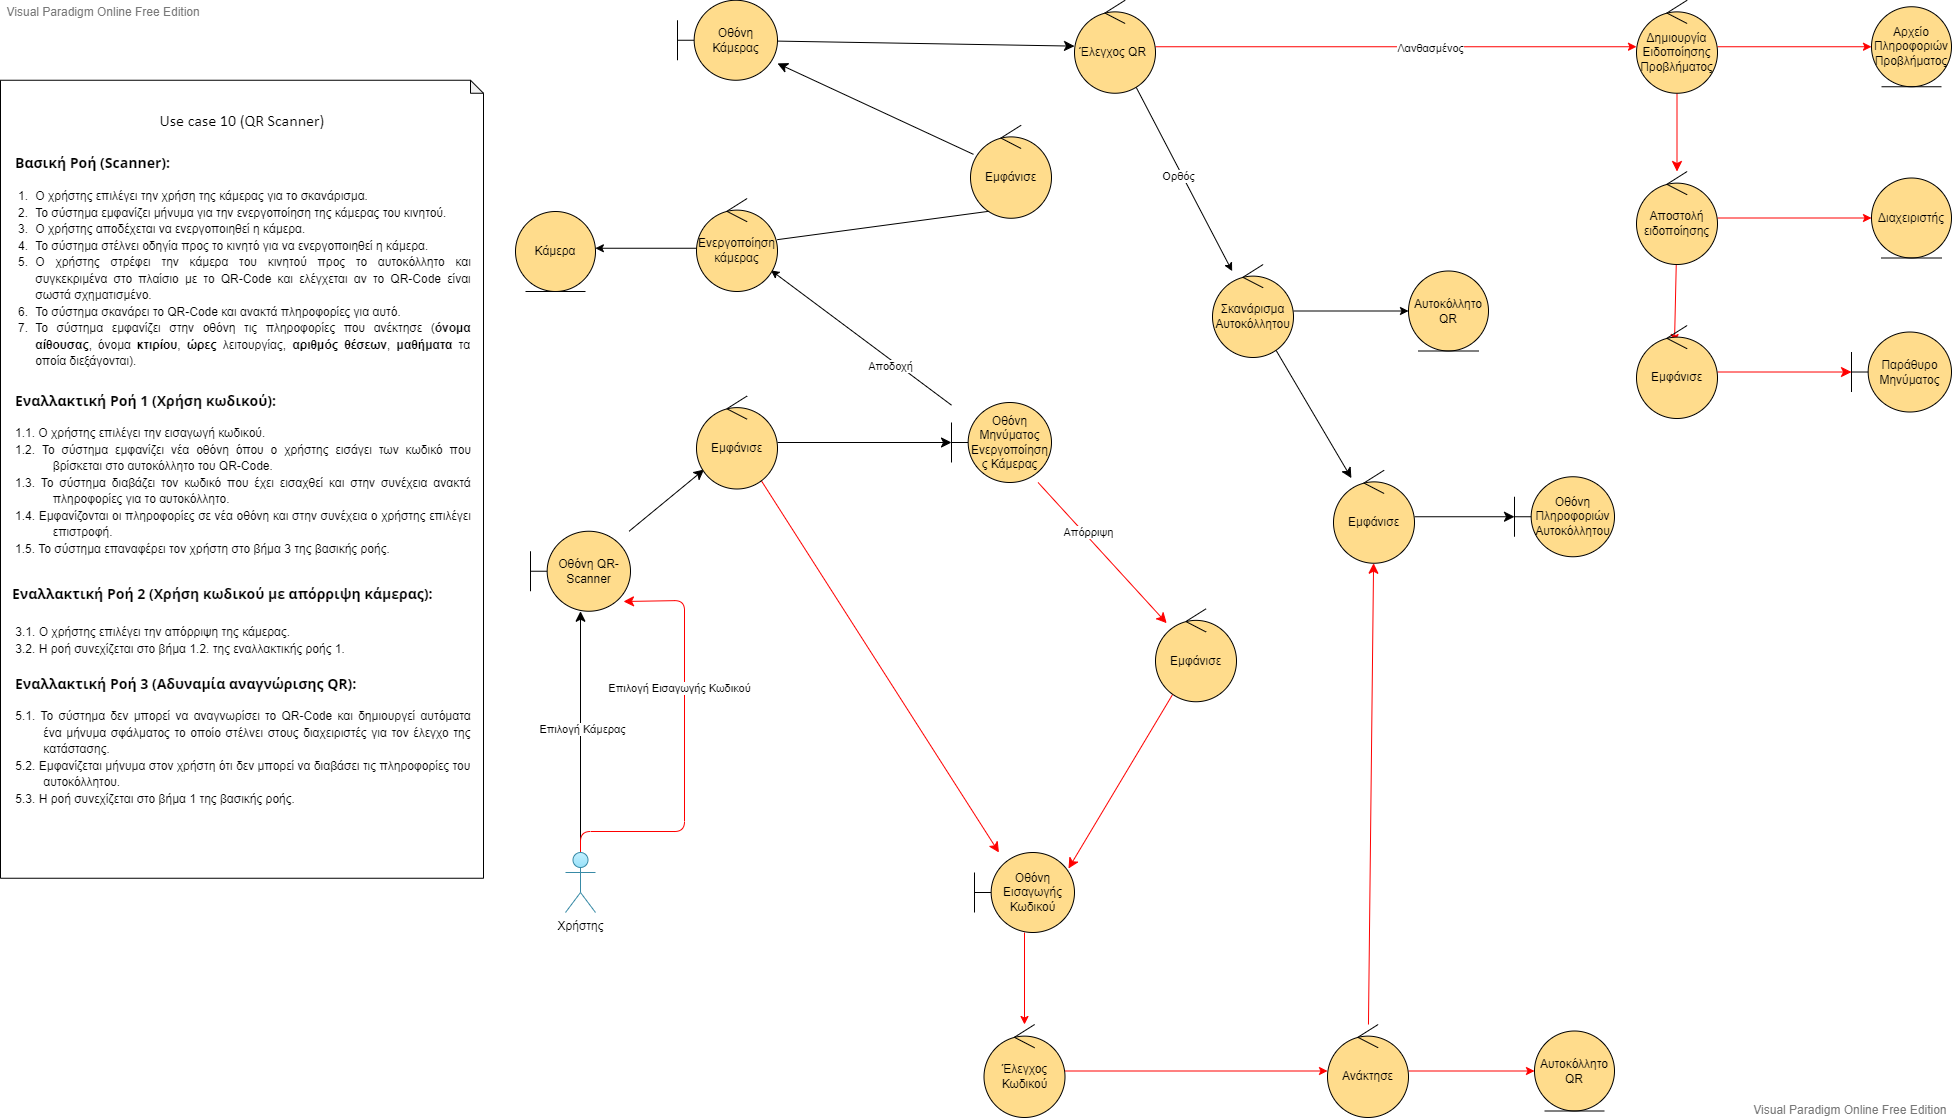 Visual Paradigm Online Free Edition
Use case 10 (QR Scanner)
Βασική Ροή (Scanner):
1. Ο χρήστης επιλέγει την χρήση της κάμερας για το σκανάρισμα.
2. Το σύστημα εμφανίζει μήνυμα για την ενεργοποίηση της κάμερας του κινητού.
3. Ο χρήστης αποδέχεται να ενεργοποιηθεί η κάμερα.
4. Το σύστημα στέλνει οδηγία προς το κινητό για να ενεργοποιηθεί η κάμερα.
5. Ο χρήστης στρέφει την κάμερα του κινητού προς το αυτοκόλλητο και
συγκεκριμένα στο πλαίσιο με το QR-Code και ελέγχεται αν το QR-Code είναι
σωστά σχηματισμένο.
6. Το σύστημα σκανάρει το QR-Code και ανακτά πληροφορίες για αυτό.
7. Το σύστημα εμφανίζει στην οθόνη τις πληροφορίες που ανέκτησε (όνομα
αίθουσας, όνομα κτιρίου, ώρες λειτουργίας, αριθμός θέσεων, μαθήματα τα
οποία διεξάγονται).
Εναλλακτική Ροή 1 (Χρήση κωδικού):
1.1. Ο χρήστης επιλέγει την εισαγωγή κωδικού.
1.2. Το σύστημα εμφανίζει νέα οθόνη όπου ο χρήστης εισάγει των κωδικό που
βρίσκεται στο αυτοκόλλητο του QR-Code.
1.3. Το σύστημα διαβάζει τον κωδικό που έχει εισαχθεί και στην συνέχεια ανακτά
πληροφορίες για το αυτοκόλλητο.
1.4. Εμφανίζονται οι πληροφορίες σε νέα οθόνη και στην συνέχεια ο χρήστης επιλέγει
επιστροφή.
1.5. Το σύστημα επαναφέρει τον χρήστη στο βήμα 3 της βασικής ροής.
Εναλλακτική Ροή 2 (Χρήση κωδικού με απόρριψη κάμερας):
3.1. Ο χρήστης επιλέγει την απόρριψη της κάμερας.
3.2. Η ροή συνεχίζεται στο βήμα 1.2. της εναλλακτικής ροής 1.
Εναλλακτική Ροή 3 (Αδυναμία αναγνώρισης QR):
5.1. Το σύστημα δεν μπορεί να αναγνωρίσει το QR-Code και δημιουργεί αυτόματα
ένα μήνυμα σφάλματος το οποίο στέλνει στους διαχειριστές για τον έλεγχο της
κατάστασης.
5.2. Εμφανίζεται μήνυμα στον χρήστη ότι δεν μπορεί να διαβάσει τις πληροφορίες του
αυτοκόλλητου.
5.3. Η ροή συνεχίζεται στο βήμα 1 της βασικής ροής.
Οθόνη
Κάμερας
Έλεγχος QR
Λανθασμένος
Δημιουργία
Ειδοποίησης
Προβλήματος
Αρχείο
Πληροφοριών
Προβλήματος
Εμφάνισε
Ορθός
Αποστολή
ειδοποίησης
Διαχειριστής
Κάμερα
Ενεργοποίηση
κάμερας
Σκανάρισμα
Αυτοκόλλητου
Αυτοκόλλητο
QR
Αποδοχή
Εμφάνισε
Παράθυρο
Μηνύματος
Εμφάνισε
Οθόνη
Μηνύματος
Ενεργοποίηση
ς Κάμερας
Απόρριψη
Εμφάνισε
Οθόνη
Πληροφοριών
Αυτοκόλλητου
Οθόνη QR-
Scanner
Εμφάνισε
Επιλογή Εισαγωγής Κωδικού
Επιλογή Κάμερας
Χρήστης
Οθόνη
Εισαγωγής
Κωδικού
Έλεγχος
Κωδικού
Ανάκτησε
Αυτοκόλλητο
QR
Visual Paradigm Online Free Edition